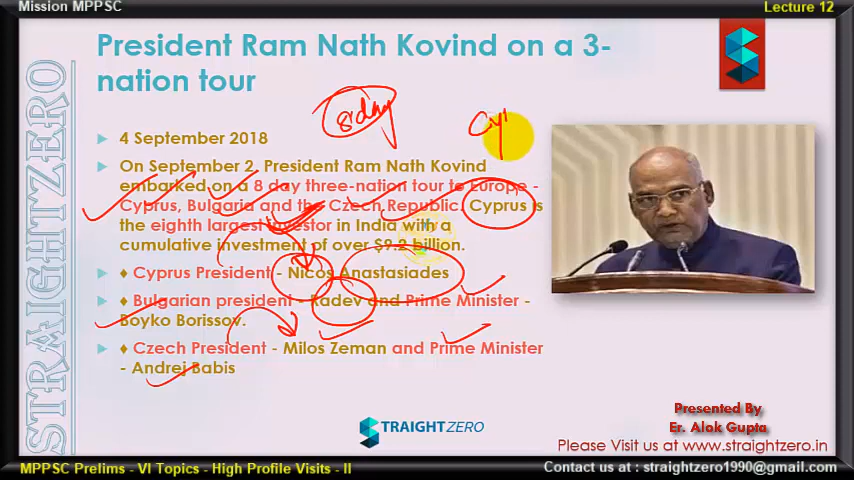 Mission MPPSC
Lecture 12
President Ram Nath Kovind on a 3-
nation tour
8 day
Cy
4 September 2018
On September 2, President Ram Nath Kovind
embarked on a 8 day three-nation tour to Europe -
Cyprus, Bulgaria and the Czech Republic. Cyprus is
the eighth largest investor in India with a
cumulative investment of over $9.2 billion.
♦ Cyprus President - Nicos Anastasiades
♦ Bulgarian president - Radev and Prime Minister -
Boyko Borissov.
♦ Czech President - Milos Zeman and Prime Minister
- Andrej Babis
STRAIGHTZERO
TRAIGHTZERO
Presented By
Er. Alok Gupta
Please Visit us at www.straightzero.in
MPPSC Prelims - VI Topics - High Profile Visits - II
Contact us at : straightzero1990@gmail.com